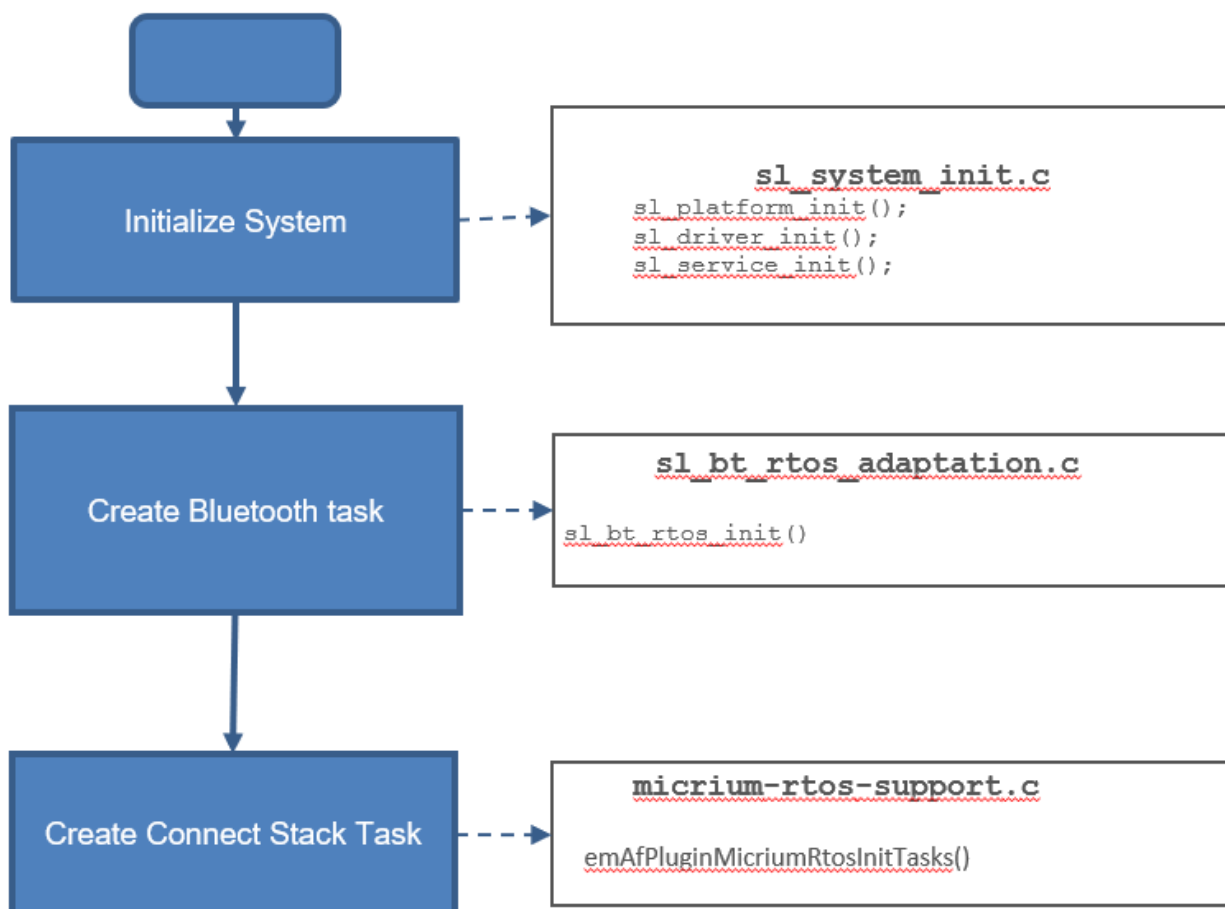 Initialize System
sl_system_init.c
sl_platform_init();
sl_driver_init();
sl_service_init();
Create Bluetooth task
sl_bt_rtos_adaptation.c
sl_bt_rtos_init()
Create Connect Stack Task
micrium-rtos-support.c
emAfPluginMicriumRtosInitTasks()